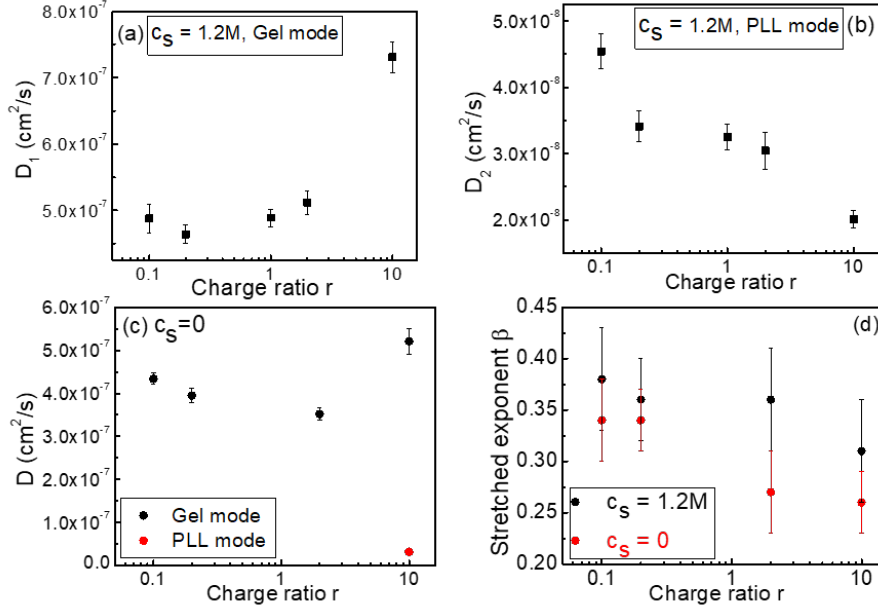 (a) cₛ = 1.2M, Gel mode
D₁ (cm²/s)
7.0x10⁻⁷
6.0x10⁻⁷
5.0x10⁻⁷
0.1 1 10
Charge ratio r
cₛ = 1.2M, PLL mode (b)
D₂ (cm²/s)
5.0x10⁻⁸
4.0x10⁻⁸
3.0x10⁻⁸
2.0x10⁻⁸
0.1 1 10
Charge ratio r
(c) cₛ=0
D (cm²/s)
6.0x10⁻⁷
5.0x10⁻⁷
4.0x10⁻⁷
3.0x10⁻⁷
2.0x10⁻⁷
1.0x10⁻⁷
0.0
Gel mode
PLL mode
0.1 1 10
Charge ratio r
(d)
Stretched exponent β
0.45
0.40
0.35
0.30
0.25
0.20
cₛ = 1.2M
cₛ = 0
0.1 1 10
Charge ratio r